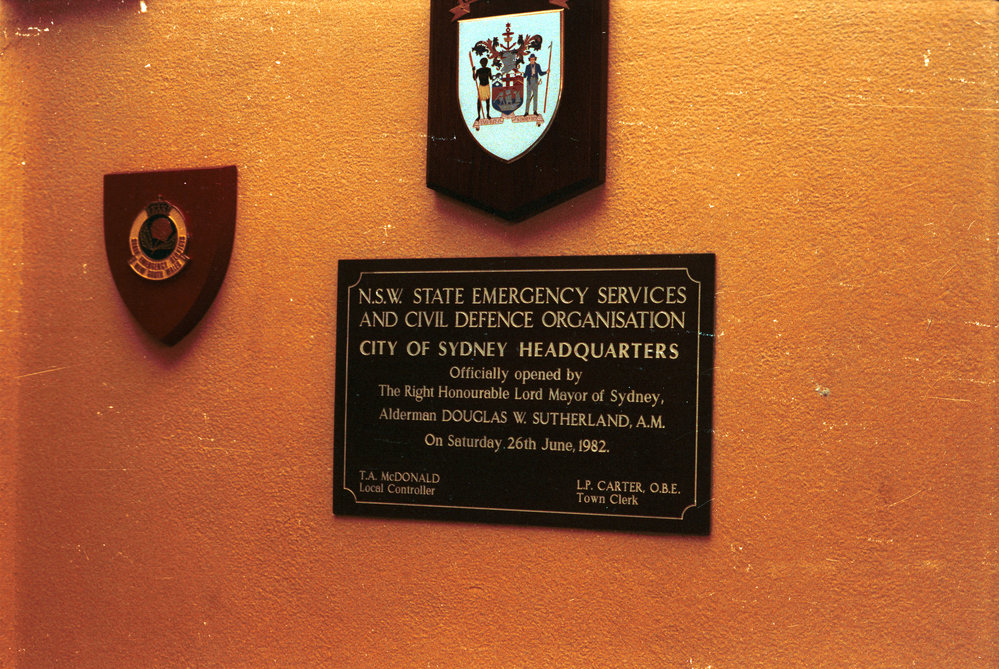 N.S.W. STATE EMERGENCY SERVICES
AND CIVIL DEFENCE ORGANISATION
CITY OF SYDNEY HEADQUARTERS
Officially opened by
The Right Honourable Lord Mayor of Sydney,
Alderman DOUGLAS W. SUTHERLAND, A.M.
On Saturday, 26th June, 1982.
T.A. McDONALD
Local Controller
L.P. CARTER, O.B.E.
Town Clerk